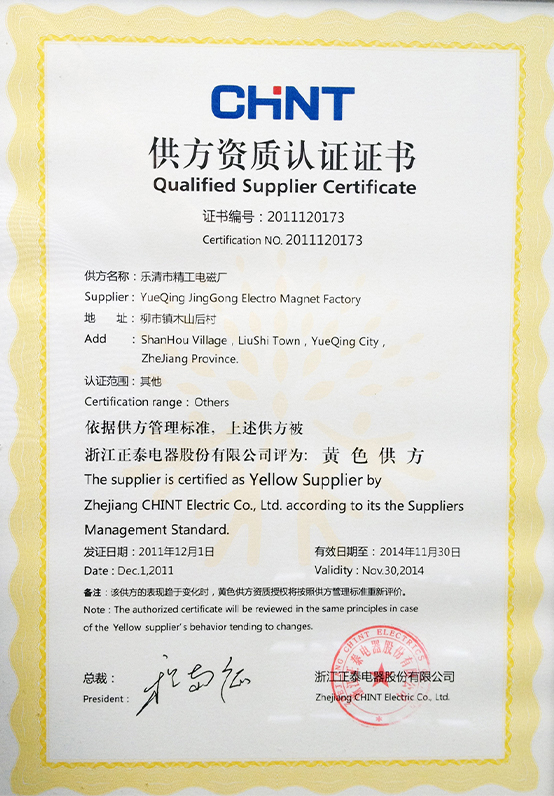 CHNT
供方资质认证证书
Qualified Supplier Certificate
证书编号：2011120173
Certification NO. 2011120173
供方名称：乐清市精工电磁厂
Supplier : YueQing JingGong Electro Magnet Factory
地 址：柳市镇木山后村
Add : ShanHou Village , LiuShi Town , YueQing City ,
ZheJiang Province.
认证范围：其他
Certification range : Others
依据供方管理标准，上述供方被
浙江正泰电器股份有限公司评为: 黄色供方
The supplier is certified as Yellow Supplier by
Zhejiang CHINT Electric Co., Ltd. according to its the Suppliers
Management Standard.
发证日期：2011年12月1日 有效日期至：2014年11月30日
Date : Dec.1,2011 Validity : Nov.30,2014
备注：该供方的表现趋于变化时，黄色供方资质授权将按照供方管理标准重新评价。
Note : The authorized certificate will be reviewed in the same principles in case
of the Yellow supplier's behavior tending to changes.
总裁： 浙江正泰电器股份有限公司
President : Zhejiang CHINT Electric Co., Ltd.